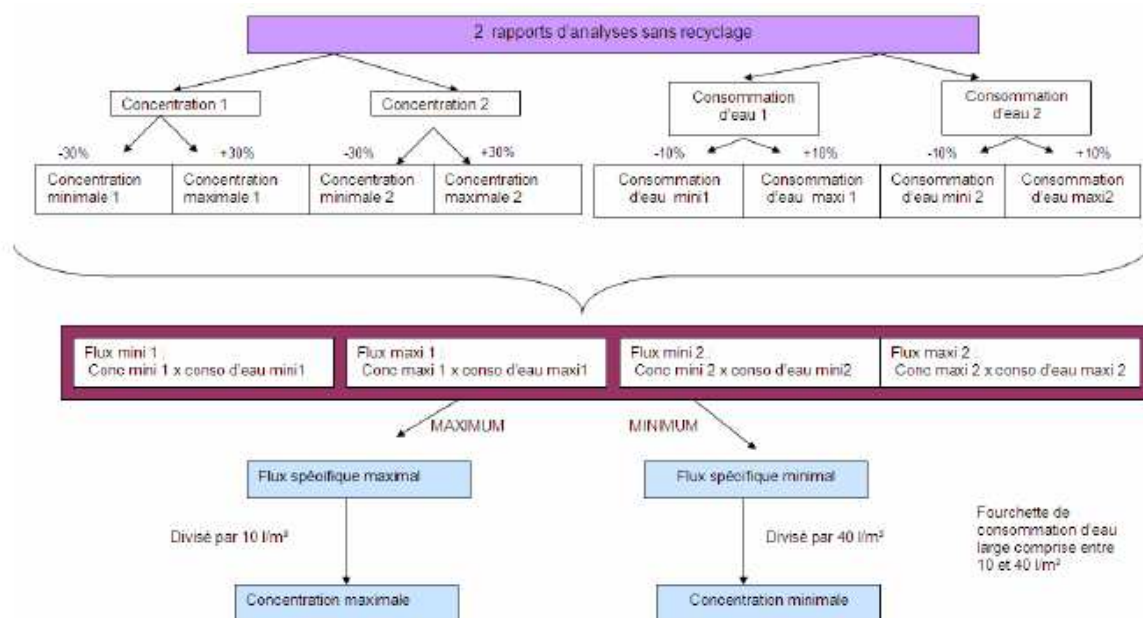 2 rapports d'analyses sans recyclage
Concentration 1
Concentration 2
Consommation
d'eau 1
Consommation
d'eau 2
-30%
+30%
-30%
+30%
-10%
+10%
-10%
+10%
Concentration
minimale 1
Concentration
maximale 1
Concentration
minimale 2
Concentration
maximale 2
Consommation
d'eau mini1
Consommation
d'eau maxi 1
Consommation
d'eau mini 2
Consommation
d'eau maxi2
Flux mini 1 :
Conc mini 1 x conso d'eau mini1
Flux maxi 1 :
Conc maxi 1 x conso d'eau maxi1
Flux mini 2 :
Conc mini 2 x conso d'eau mini2
Flux maxi 2 :
Conc maxi 2 x conso d'eau maxi 2
MAXIMUM
MINIMUM
Flux spécifique maximal
Flux spécifique minimal
Divisé par 10 l/m²
Divisé par 40 l/m²
Fourchette de
consommation d'eau
large comprise entre
10 et 40 l/m²
Concentration maximale
Concentration minimale